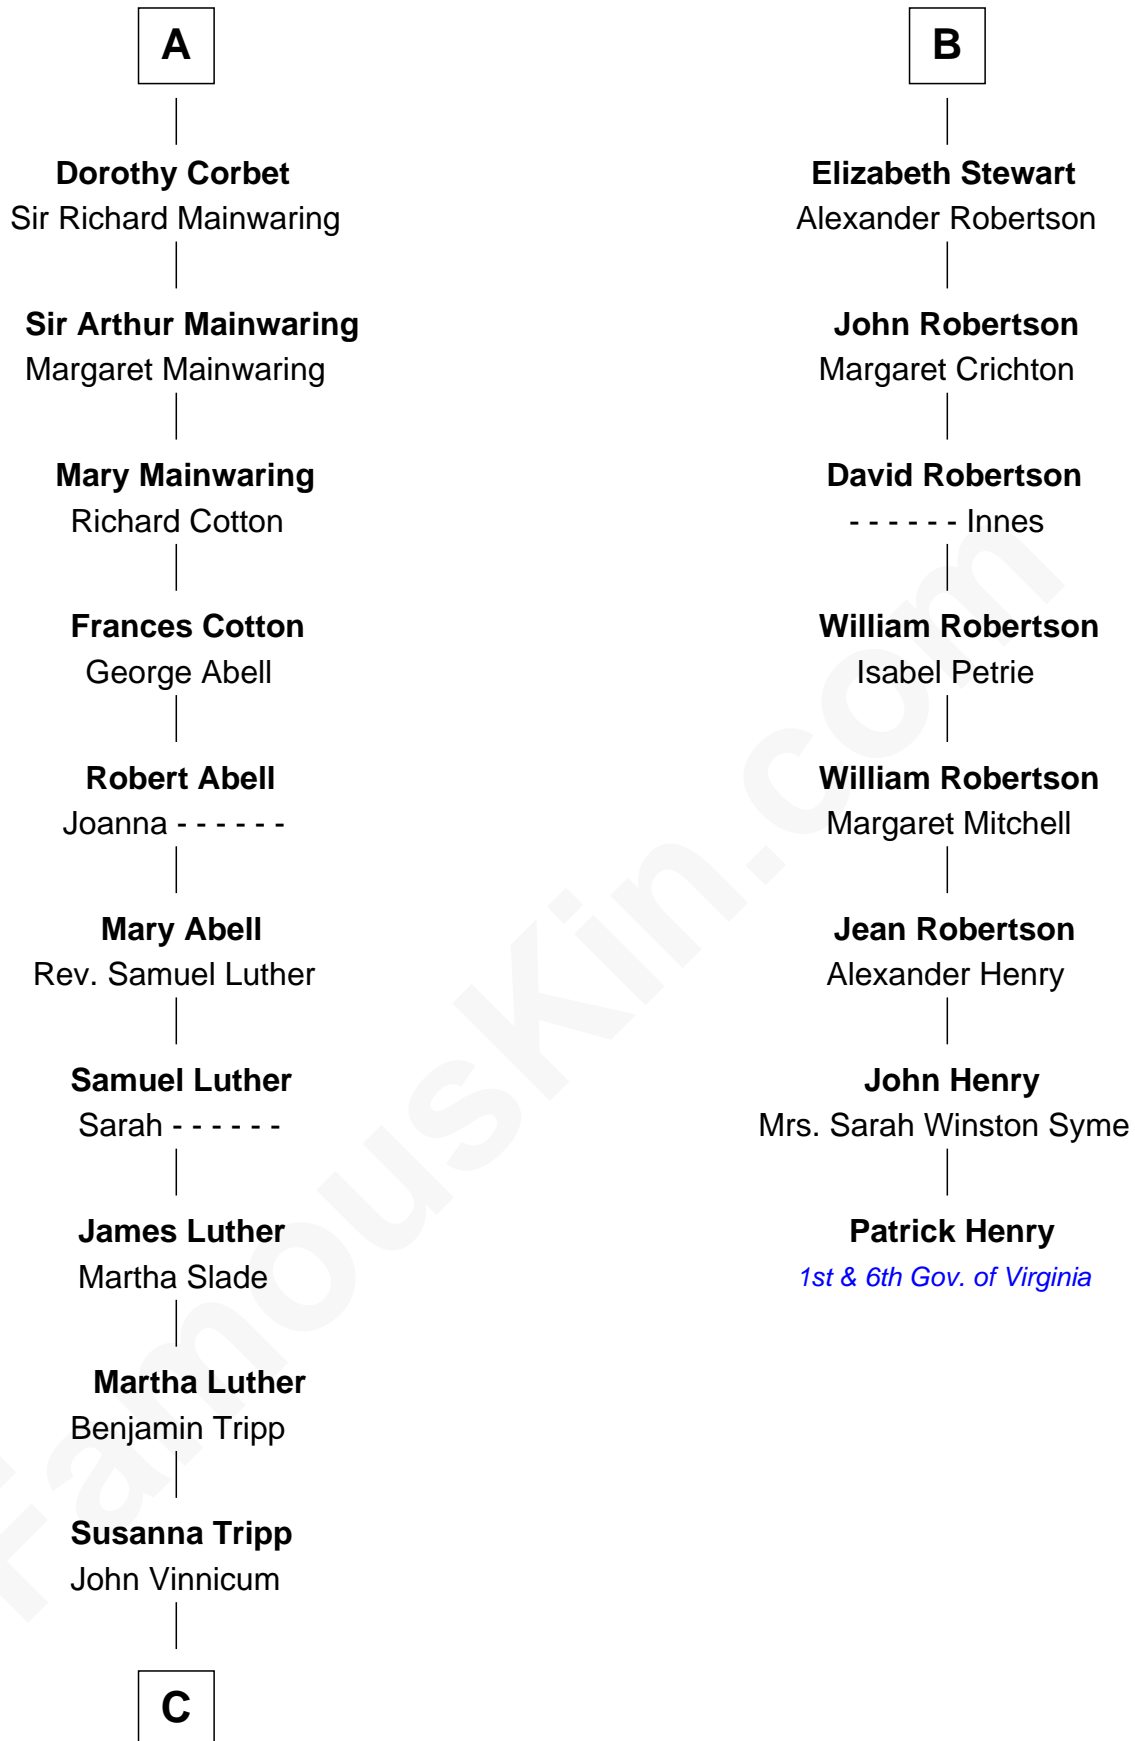 A
Dorothy Corbet
Sir Richard Mainwaring
Sir Arthur Mainwaring
Margaret Mainwaring
Mary Mainwaring
Richard Cotton
Frances Cotton
George Abell
Robert Abell
Joanna - - - - - -
Mary Abell
Rev. Samuel Luther
Samuel Luther
Sarah - - - - - -
James Luther
Martha Slade
Martha Luther
Benjamin Tripp
Susanna Tripp
John Vinnicum
C
B
Elizabeth Stewart
Alexander Robertson
John Robertson
Margaret Crichton
David Robertson
- - - - - - Innes
William Robertson
Isabel Petrie
William Robertson
Margaret Mitchell
Jean Robertson
Alexander Henry
John Henry
Mrs. Sarah Winston Syme
Patrick Henry
1st & 6th Gov. of Virginia
FamousKin.com